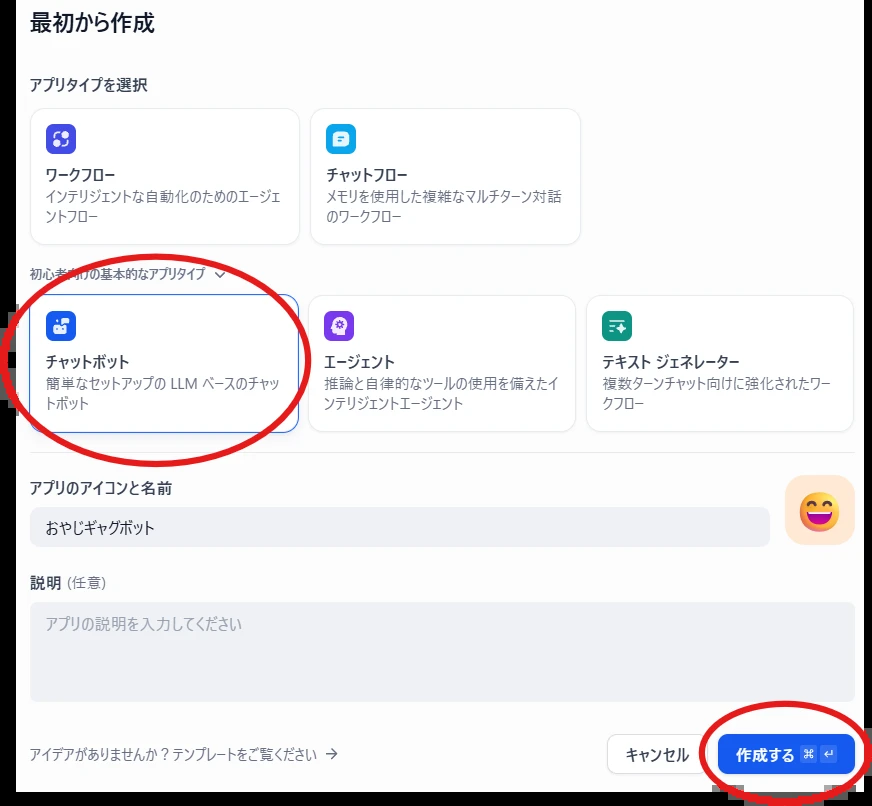 最初から作成
アプリタイプを選択
ワークフロー
インテリジェントな自動化のためのエージェ
ントフロー
チャットフロー
メモリを使用した複雑なマルチターン対話
のワークフロー
初心者向けの基本的なアプリタイプ
チャットボット
簡単なセットアップの LLM ベースのチャッ
トボット
エージェント
推論と自律的なツールの使用を備えたイ
ンテリジェントエージェント
テキスト ジェネレーター
複数ターンチャット向けに強化されたワー
クフロー
アプリのアイコンと名前
おやじギャグボット
説明 (任意)
アプリの説明を入力してください
アイデアがありませんか？テンプレートをご覧ください →
キャンセル
作成する ⌘ ↵